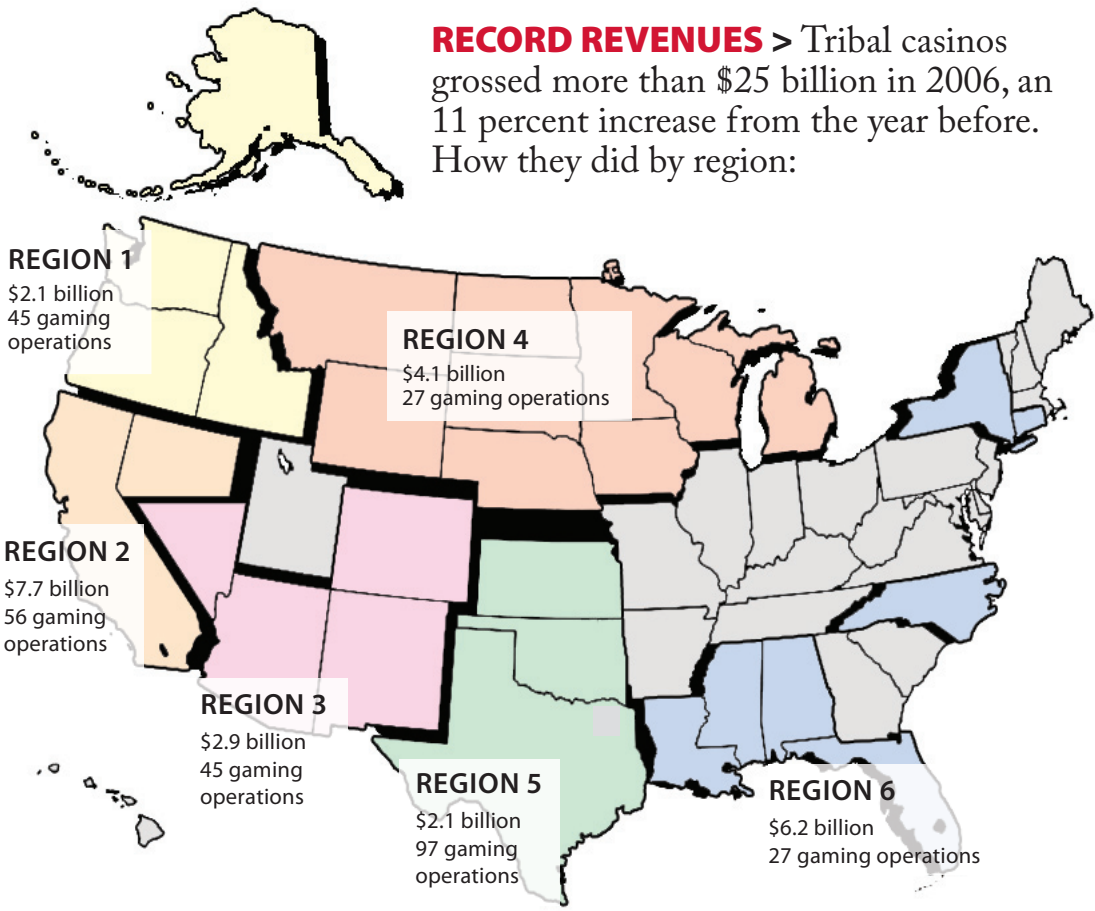 RECORD REVENUES > Tribal casinos
grossed more than $25 billion in 2006, an
11 percent increase from the year before.
How they did by region:
REGION 1
$2.1 billion
45 gaming
operations
REGION 4
$4.1 billion
27 gaming operations
REGION 2
$7.7 billion
56 gaming
operations
REGION 3
$2.9 billion
45 gaming
operations
REGION 5
$2.1 billion
97 gaming
operations
REGION 6
$6.2 billion
27 gaming operations